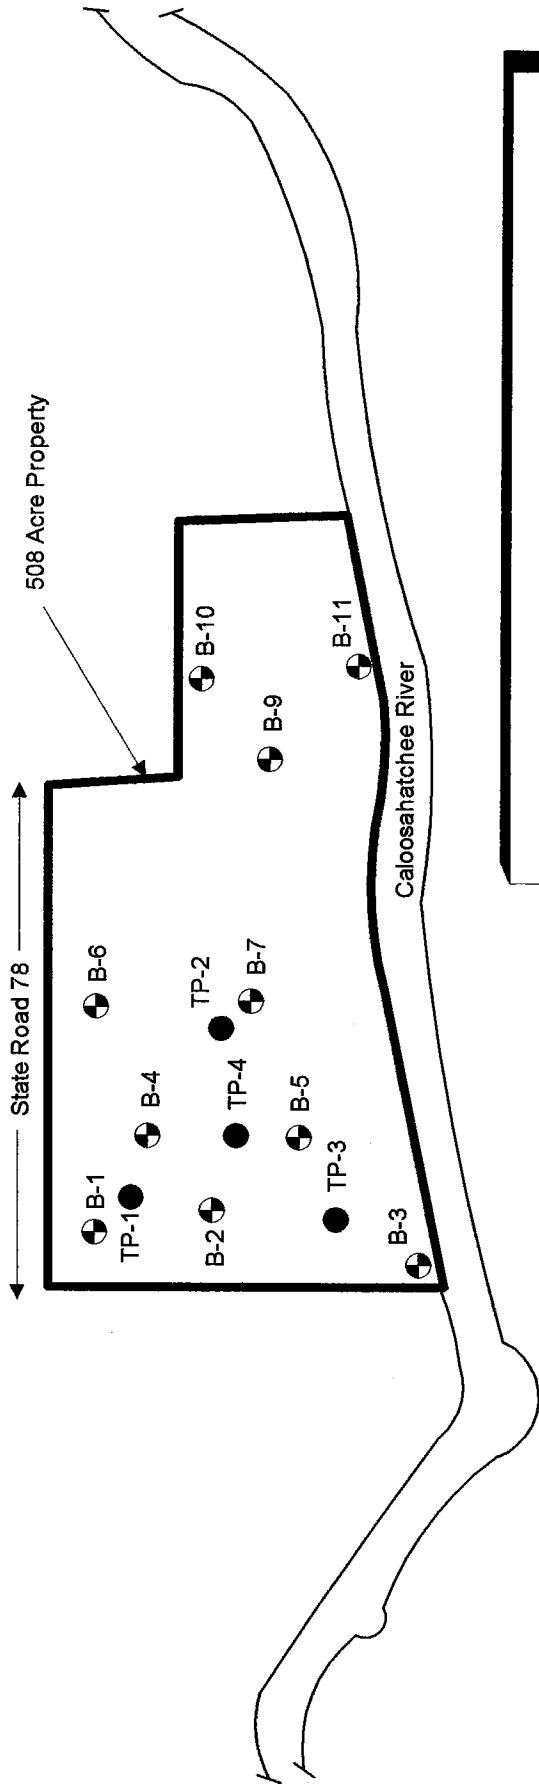 State Road 78
508 Acre Property
B-1
TP-1
B-4
B-6
B-2
TP-4
TP-2
B-7
B-5
TP-3
B-3
B-10
B-9
B-11
Caloosahatchee River